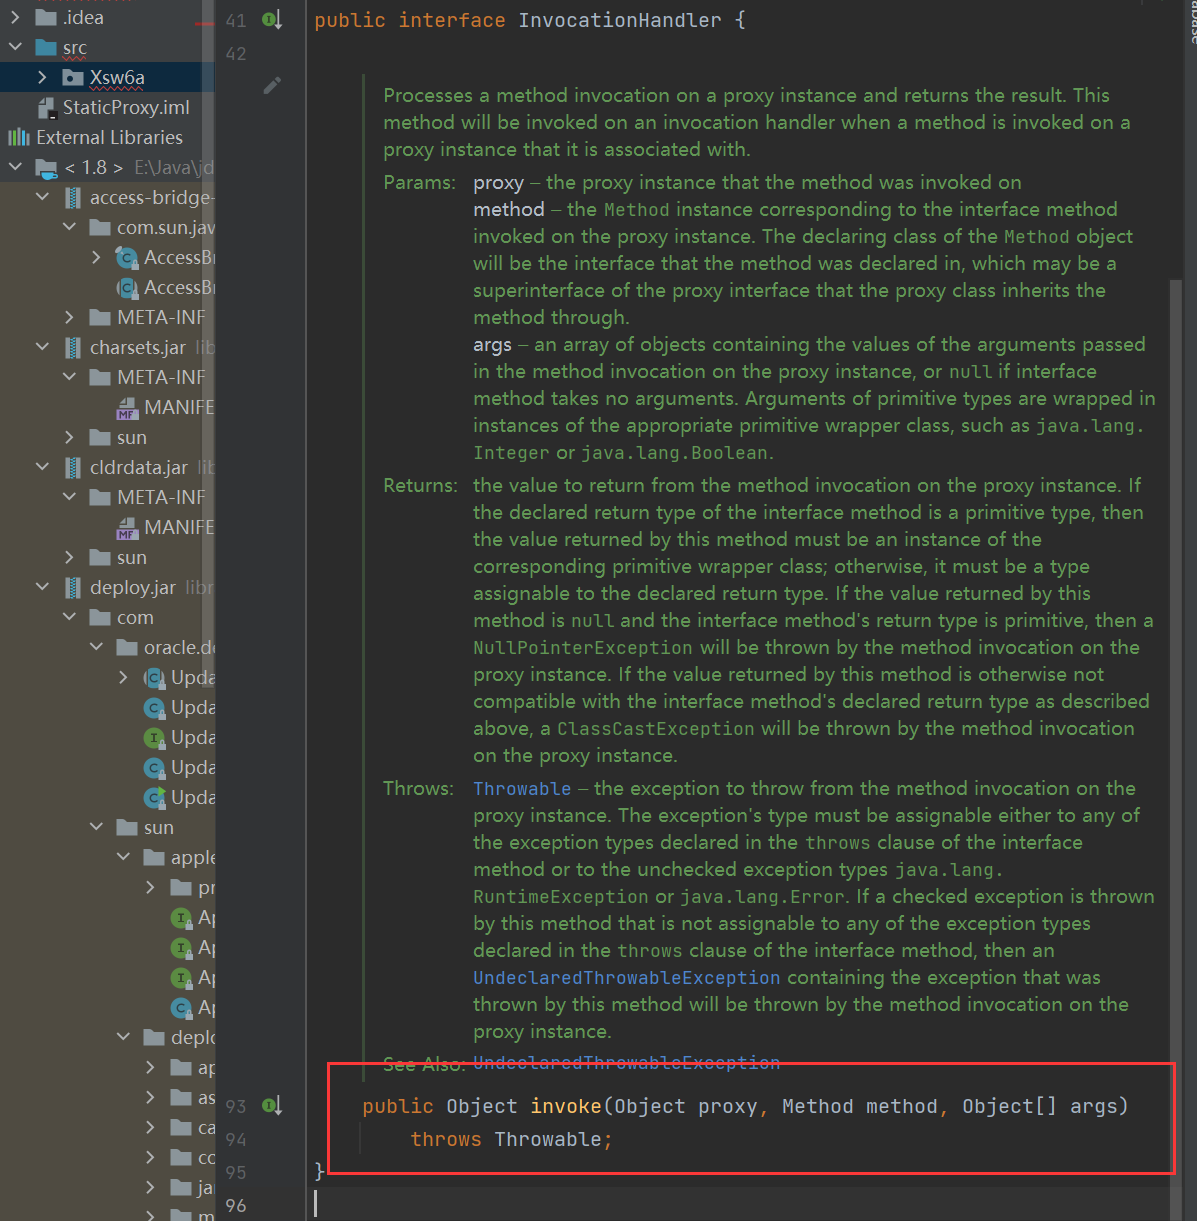 .idea
src
Xsw6a
StaticProxy.iml
External Libraries
< 1.8 > E:\Java\jd
access-bridge-
com.sun.jav
AccessBr
AccessBr
META-INF
charsets.jar lib
META-INF
MANIFE
sun
cldrdata.jar lib
META-INF
MANIFE
sun
deploy.jar libr
com
oracle.de
Upda
Upda
Upda
Upda
Upda
sun
apple
pr
Ap
Ap
Ap
Ap
deplo
ap
as
ca
co
jar
m
41 public interface InvocationHandler {
42
Processes a method invocation on a proxy instance and returns the result. This
method will be invoked on an invocation handler when a method is invoked on a
proxy instance that it is associated with.
Params: proxy – the proxy instance that the method was invoked on
method – the Method instance corresponding to the interface method
invoked on the proxy instance. The declaring class of the Method object
will be the interface that the method was declared in, which may be a
superinterface of the proxy interface that the proxy class inherits the
method through.
args – an array of objects containing the values of the arguments passed
in the method invocation on the proxy instance, or null if interface
method takes no arguments. Arguments of primitive types are wrapped in
instances of the appropriate primitive wrapper class, such as java.lang.
Integer or java.lang.Boolean.
Returns: the value to return from the method invocation on the proxy instance. If
the declared return type of the interface method is a primitive type, then
the value returned by this method must be an instance of the
corresponding primitive wrapper class; otherwise, it must be a type
assignable to the declared return type. If the value returned by this
method is null and the interface method's return type is primitive, then a
NullPointerException will be thrown by the method invocation on the
proxy instance. If the value returned by this method is otherwise not
compatible with the interface method's declared return type as described
above, a ClassCastException will be thrown by the method invocation
on the proxy instance.
Throws: Throwable – the exception to throw from the method invocation on the
proxy instance. The exception's type must be assignable either to any of
the exception types declared in the throws clause of the interface
method or to the unchecked exception types java.lang.
RuntimeException or java.lang.Error. If a checked exception is thrown
by this method that is not assignable to any of the exception types
declared in the throws clause of the interface method, then an
UndeclaredThrowableException containing the exception that was
thrown by this method will be thrown by the method invocation on the
proxy instance.
See Also: UndeclaredThrowableException
93 public Object invoke(Object proxy, Method method, Object[] args)
94 throws Throwable;
95 }
96